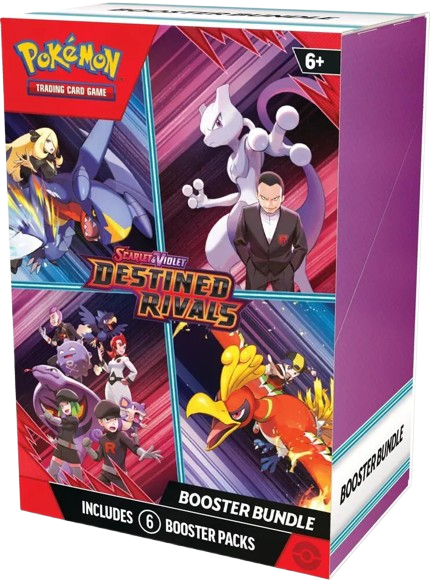 POKÉMON
TRADING CARD GAME
6+
SCARLET & VIOLET
DESTINED
RIVALS
BOOSTER BUNDLE
INCLUDES 6 BOOSTER PACKS
BOOSTER BUNDLE